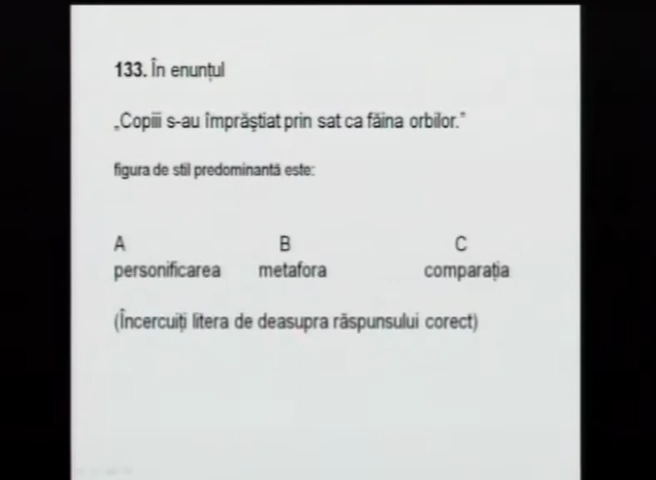 133. În enunțul
„Copiii s-au împrăștiat prin sat ca făina orbilor.”
figura de stil predominantă este:
A B C
personificarea metafora comparația
(Încercuiți litera de deasupra răspunsului corect)